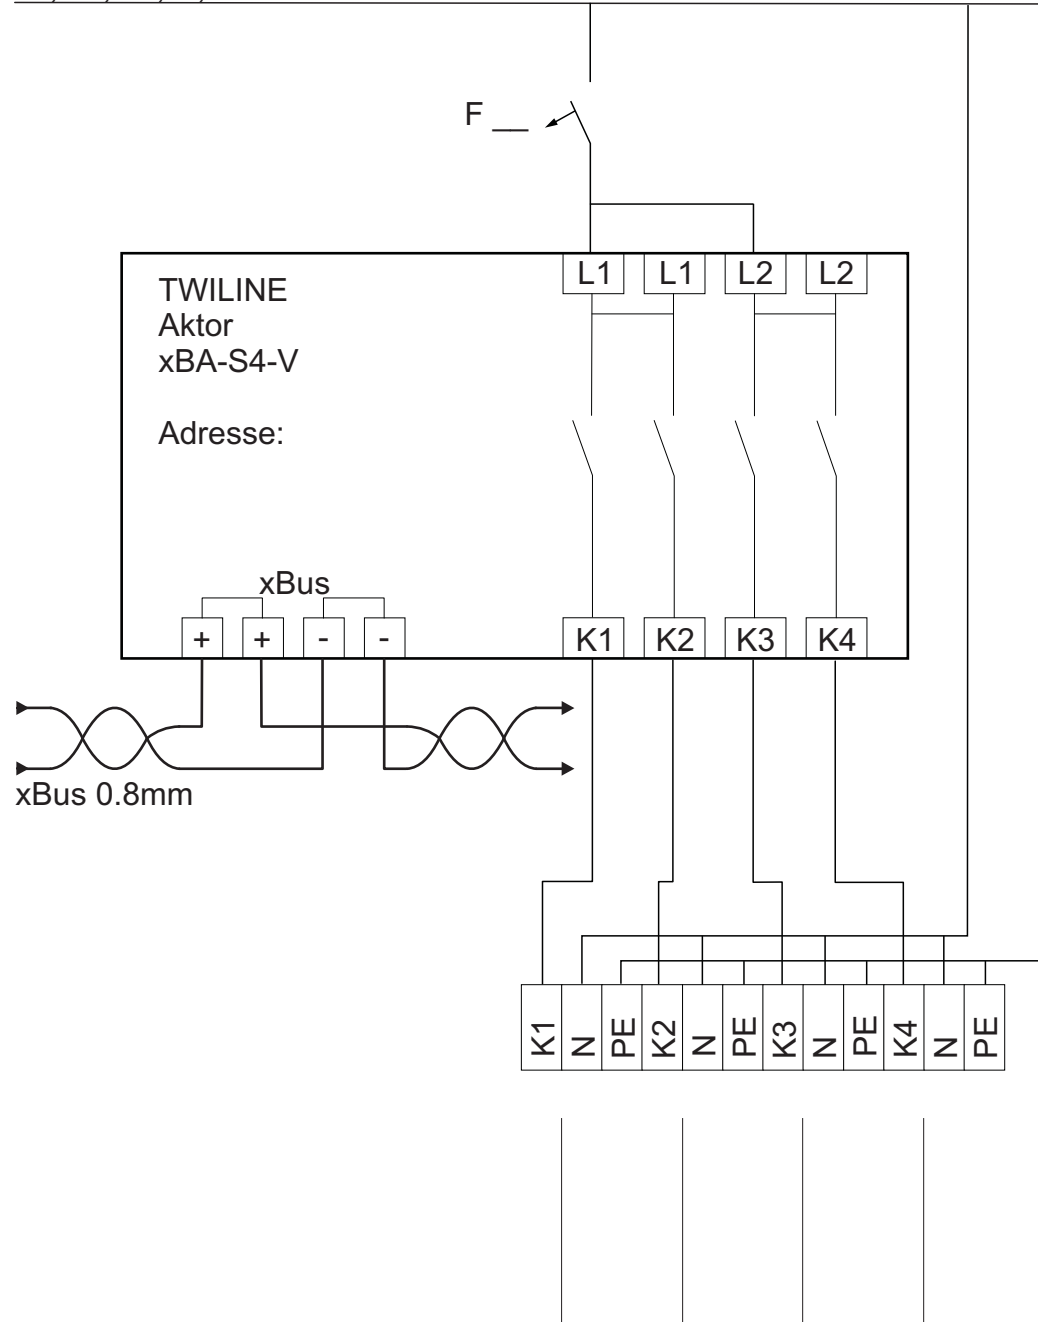 F __
L1 L1 L2 L2
TWILINE
Aktor
xBA-S4-V
Adresse:
xBus
+ + - -
K1 K2 K3 K4
xBus 0.8mm
K1 N PE K2 N PE K3 N PE K4 N PE